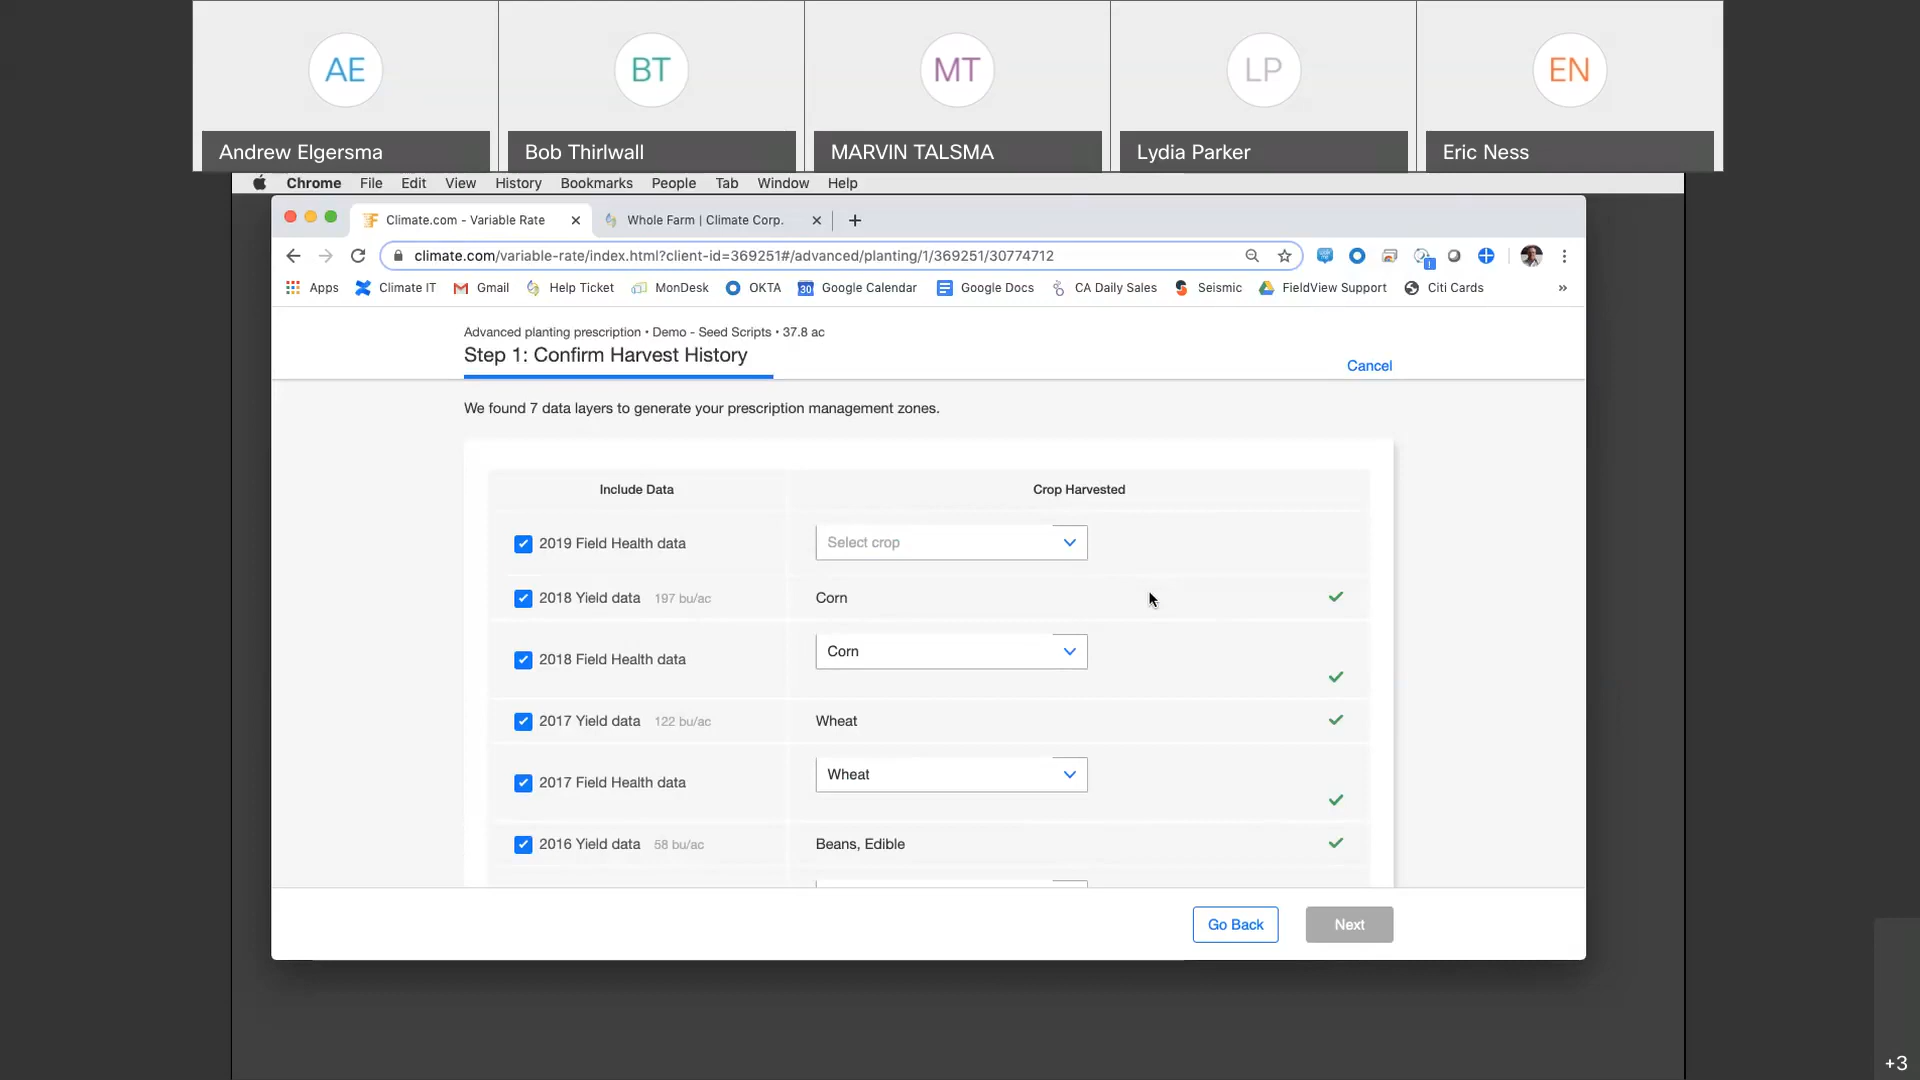 AE
BT
MT
LP
EN
Andrew Elgersma
Bob Thirlwall
MARVIN TALSMA
Lydia Parker
Eric Ness
Chrome File Edit View History Bookmarks People Tab Window Help
Climate.com - Variable Rate
Whole Farm | Climate Corp.
climate.com/variable-rate/index.html?client-id=369251#/advanced/planting/1/369251/30774712
Apps Climate IT Gmail Help Ticket MonDesk OKTA 30 Google Calendar Google Docs CA Daily Sales Seismic FieldView Support Citi Cards »
Advanced planting prescription • Demo - Seed Scripts • 37.8 ac
Step 1: Confirm Harvest History
Cancel
We found 7 data layers to generate your prescription management zones.
Include Data Crop Harvested
2019 Field Health data Select crop
2018 Yield data 197 bu/ac Corn
2018 Field Health data Corn
2017 Yield data 122 bu/ac Wheat
2017 Field Health data Wheat
2016 Yield data 58 bu/ac Beans, Edible
Go Back Next
+3